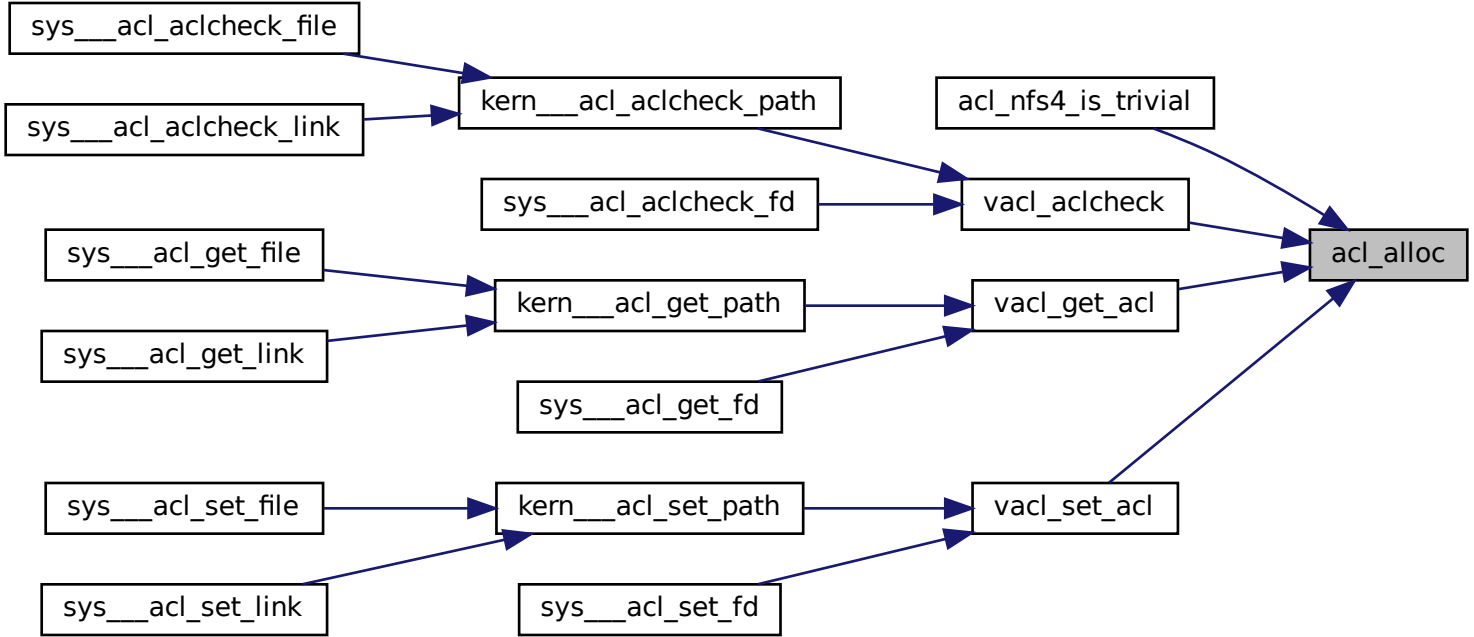 sys___acl_aclcheck_file
kern___acl_aclcheck_path
acl_nfs4_is_trivial
sys___acl_aclcheck_link
sys___acl_aclcheck_fd
vacl_aclcheck
sys___acl_get_file
acl_alloc
kern___acl_get_path
vacl_get_acl
sys___acl_get_link
sys___acl_get_fd
sys___acl_set_file
kern___acl_set_path
vacl_set_acl
sys___acl_set_link
sys___acl_set_fd